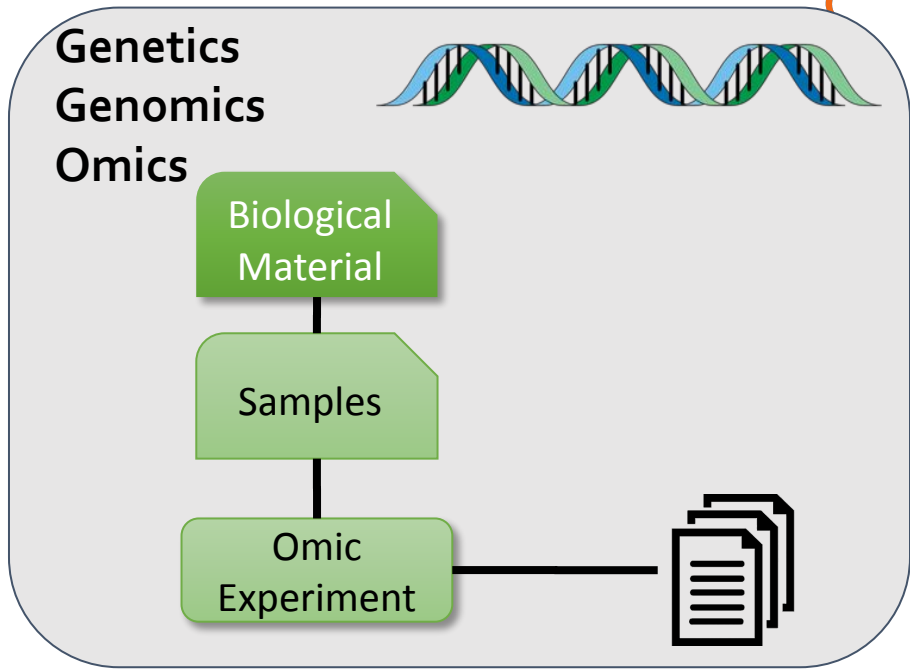 Genetics
Genomics
Omics
Biological
Material
Samples
Omic
Experiment